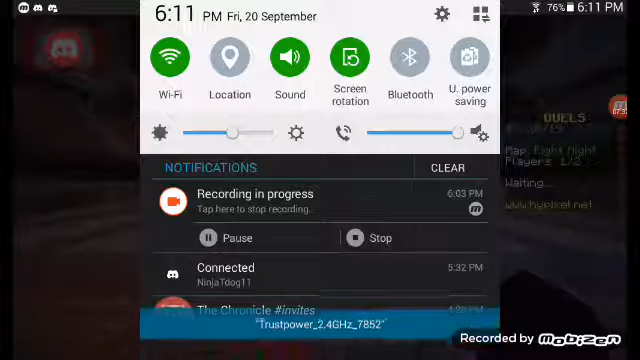 76% 6:11 PM
6:11 PM Fri, 20 September
Wi-Fi
Location
Sound
Screen rotation
Bluetooth
U. power saving
NOTIFICATIONS
CLEAR
Recording in progress
6:03 PM
Tap here to stop recording.
Pause
Stop
Connected
5:32 PM
NinjaTdog11
The Chronicle #invites
"Trustpower_2.4GHz_7852"
DUELS
Map: Fight Night
Players: 1/2
Waiting...
www.hypixel.net
Recorded by Mobizen